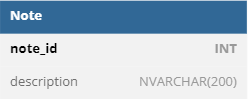 Note
note_id INT
description NVARCHAR(200)